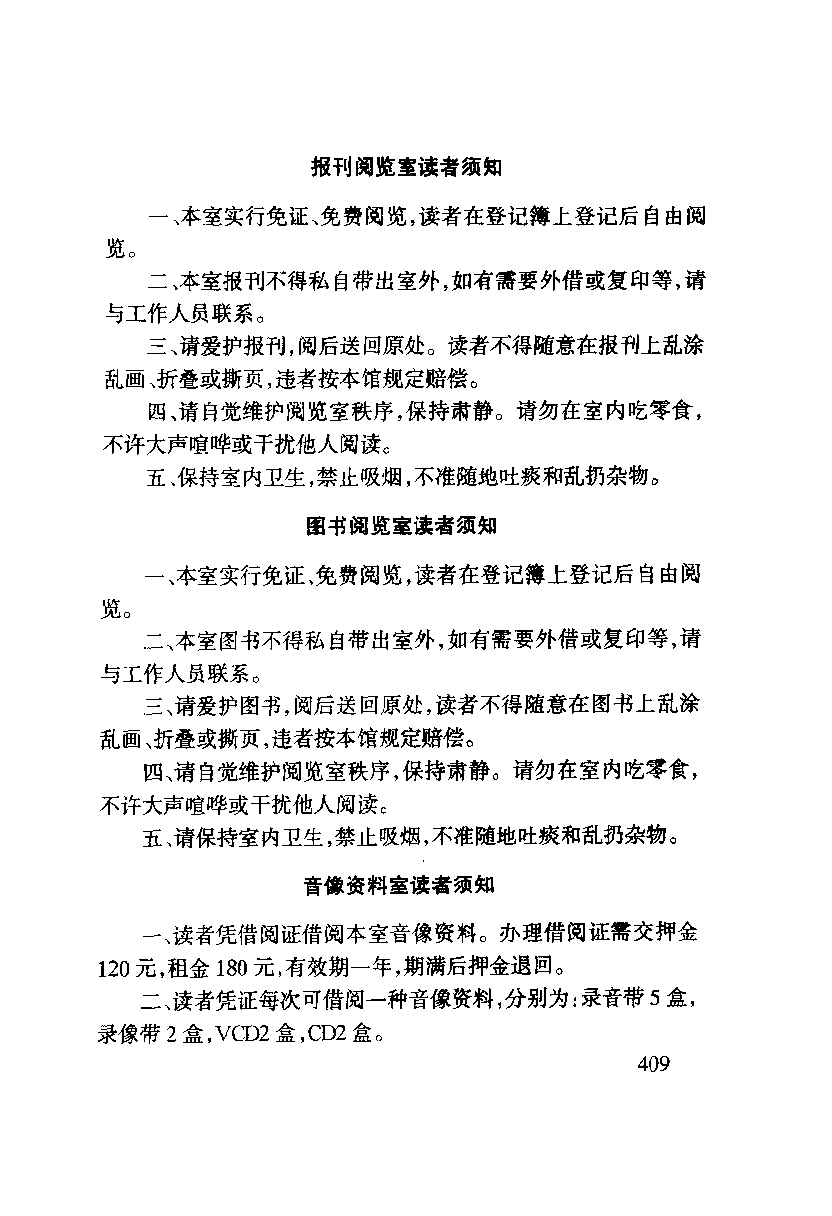 报刊阅览室读者须知
一、本室实行免证、免费阅览,读者在登记簿上登记后自由阅
览。
二、本室报刊不得私自带出室外,如有需要外借或复印等,请
与工作人员联系。
三、请爱护报刊,阅后送回原处。读者不得随意在报刊上乱涂
乱画、折叠或撕页,违者按本馆规定赔偿。
四、请自觉维护阅览室秩序,保持肃静。请勿在室内吃零食,
不许大声喧哗或干扰他人阅读。
五、保持室内卫生,禁止吸烟,不准随地吐痰和乱扔杂物。
图书阅览室读者须知
一、本室实行免证、免费阅览,读者在登记簿上登记后自由阅
览。
二、本室图书不得私自带出室外,如有需要外借或复印等,请
与工作人员联系。
三、请爱护图书,阅后送回原处,读者不得随意在图书上乱涂
乱画、折叠或撕页,违者按本馆规定赔偿。
四、请自觉维护阅览室秩序,保持肃静。请勿在室内吃零食,
不许大声喧哗或干扰他人阅读。
五、请保持室内卫生,禁止吸烟,不准随地吐痰和乱扔杂物。
音像资料室读者须知
一、读者凭借阅证借阅本室音像资料。办理借阅证需交押金
120元,租金180元,有效期一年,期满后押金退回。
二、读者凭证每次可借阅一种音像资料,分别为:录音带5盒,
录像带2盒,VCD2盒,CD2盒。
409